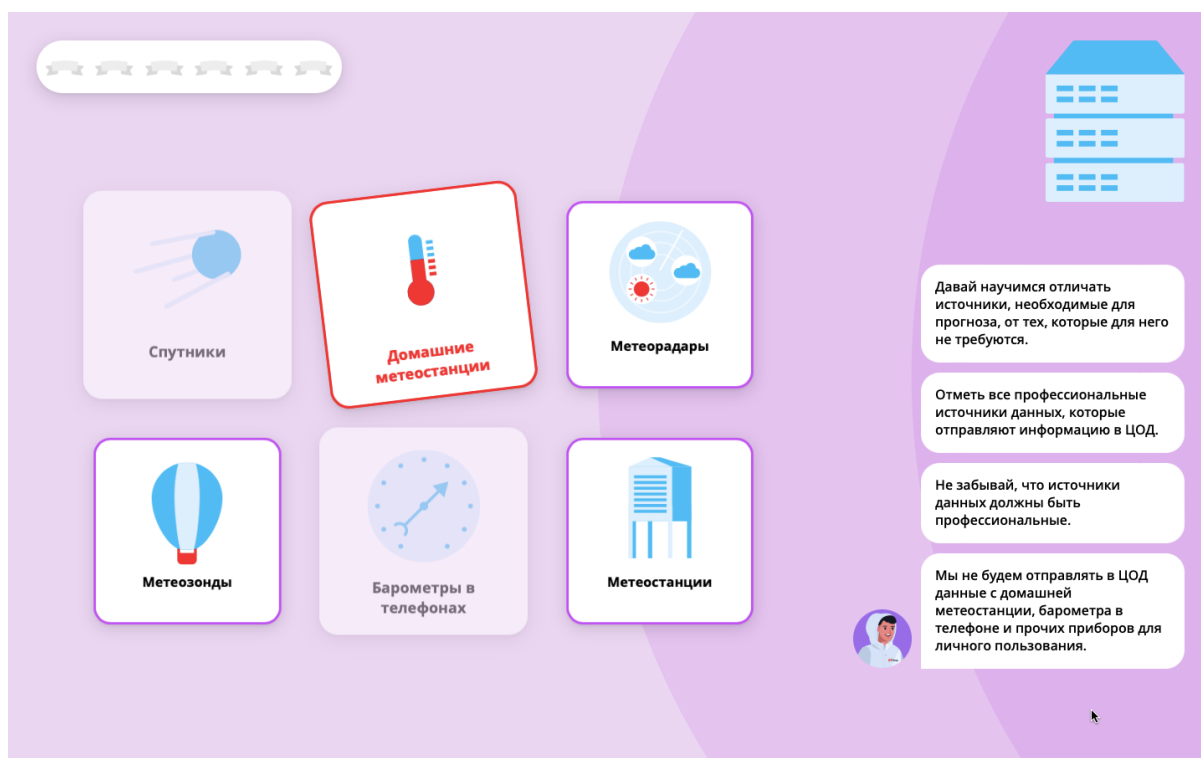 Спутники
Домашние
метеостанции
Метеорадары
Метеозонды
Барометры в
телефонах
Метеостанции
Давай научимся отличать
источники, необходимые для
прогноза, от тех, которые для него
не требуются.
Отметь все профессиональные
источники данных, которые
отправляют информацию в ЦОД.
Не забывай, что источники
данных должны быть
профессиональные.
Мы не будем отправлять в ЦОД
данные с домашней
метеостанции, барометра в
телефоне и прочих приборов для
личного пользования.